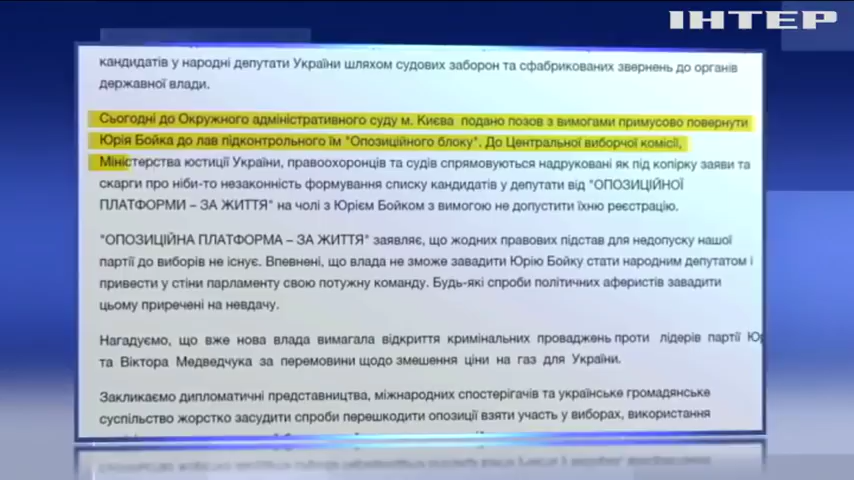 ІНТЕР
кандидатів у народні депутати України шляхом судових заборон та сфабрикованих звернень до органів
державної влади.
Сьогодні до Окружного адміністративного суду м. Києва подано позов з вимогами примусово повернути
Юрія Бойка до лав підконтрольного їм "Опозиційного блоку". До Центральної виборчої комісії,
Міністерства юстиції України, правоохоронців та судів спрямовуються надруковані як під копірку заяви та
скарги про ніби-то незаконність формування списку кандидатів у депутати від "ОПОЗИЦІЙНОЇ
ПЛАТФОРМИ – ЗА ЖИТТЯ" на чолі з Юрієм Бойком з вимогою не допустити їхню реєстрацію.
"ОПОЗИЦІЙНА ПЛАТФОРМА – ЗА ЖИТТЯ" заявляє, що жодних правових підстав для недопуску нашої
партії до виборів не існує. Впевнені, що влада не зможе завадити Юрію Бойку стати народним депутатом і
привести у стіни парламенту свою потужну команду. Будь-які спроби політичних аферистів завадити
цьому приречені на невдачу.
Нагадуємо, що вже нова влада вимагала відкриття кримінальних проваджень проти лідерів партії Юр
та Віктора Медведчука за перемовини щодо змешення ціни на газ для України.
Закликаємо дипломатичні представництва, міжнародних спостерігачів та українське громадянське
суспільство жорстко засудити спроби перешкодити опозиції взяти участь у виборах, використання